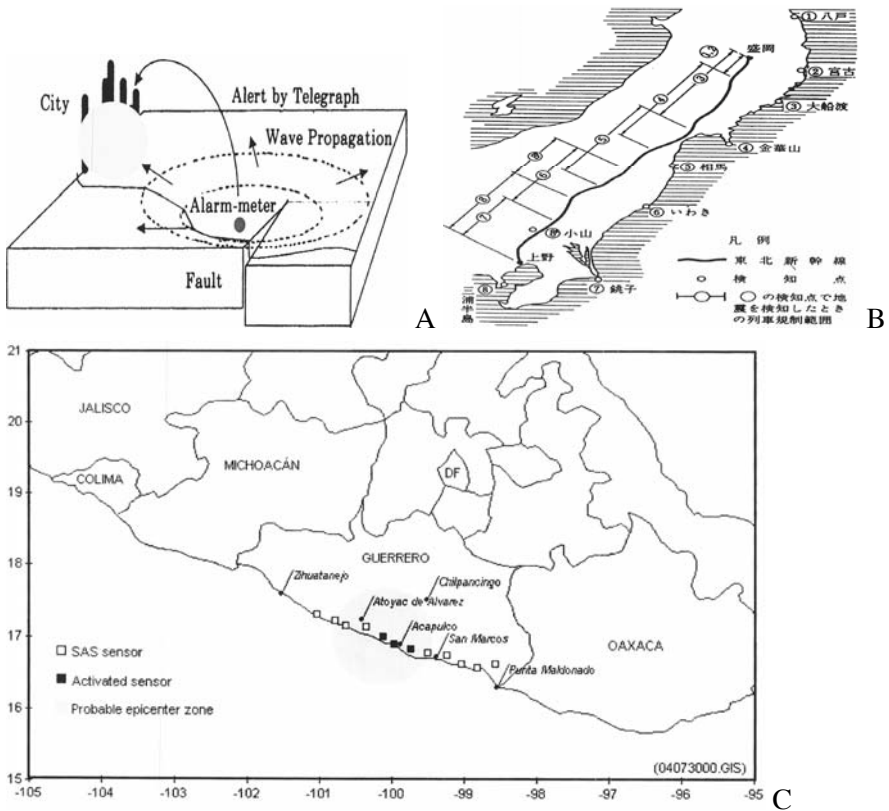 City
Alert by Telegraph
Wave Propagation
Alarm-meter
Fault
A
①八戸
盛岡
②宮古
③大船渡
④金華山
⑤相馬
⑥いわき
小山
上野
⑦銚子
⑧
三浦半島
凡例
東北新幹線
検知点
○の検知点で地
震を検知したとき
の列車規制範囲
B
21
20
19
18
17
16
15
JALISCO
COLIMA
MICHOACÁN
DF
GUERRERO
Zihuatanejo
Chilpancingo
Atoyac de Alvarez
Acapulco
San Marcos
OAXACA
Punta Maldonado
SAS sensor
Activated sensor
Probable epicenter zone
(04073000.GIS)
-105 -104 -103 -102 -101 -100 -99 -98 -97 -96 -95
C